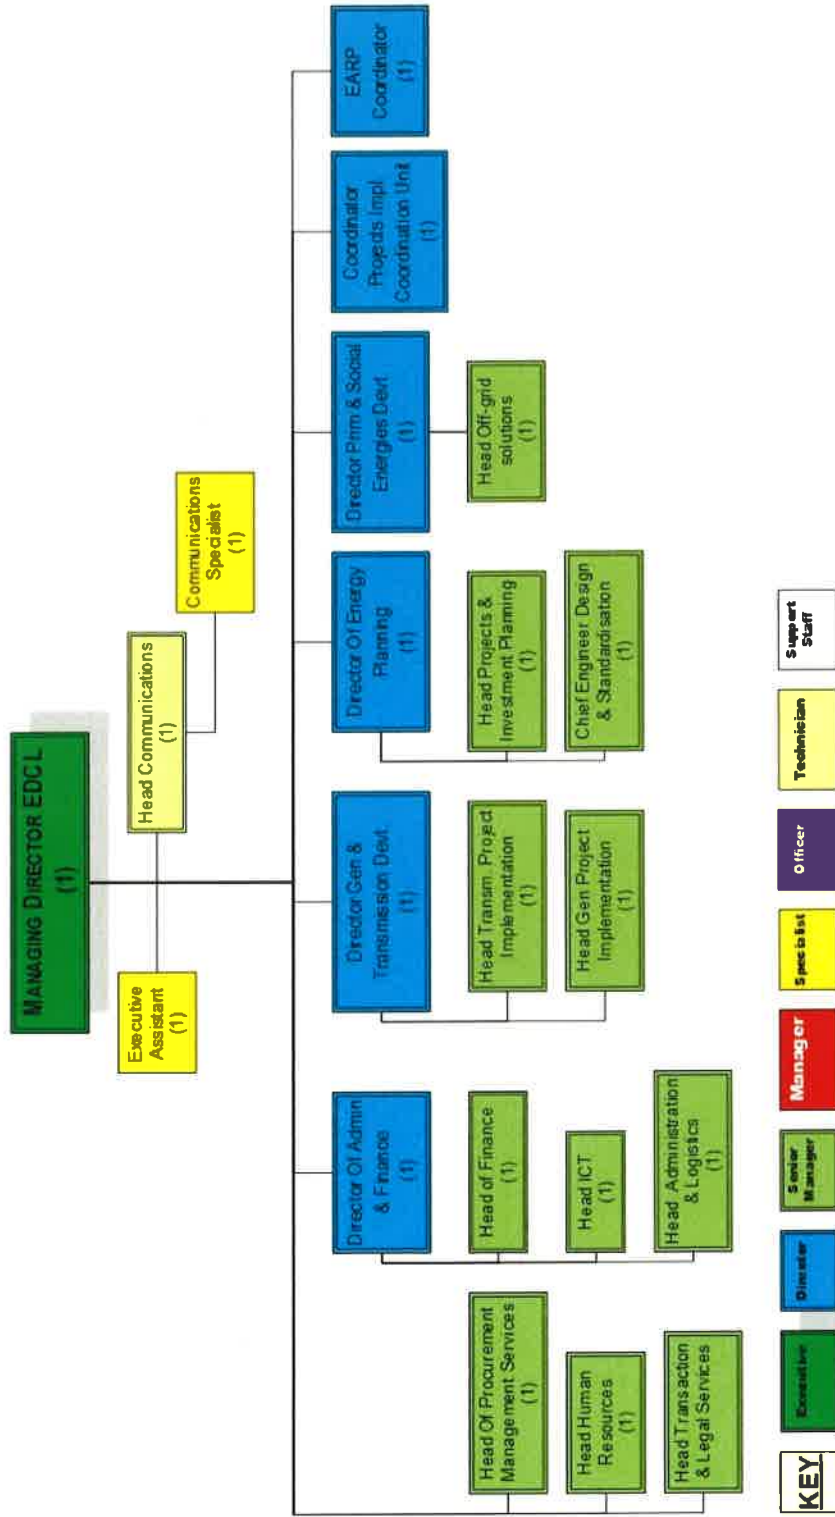 MANAGING DIRECTOR EDCL
(1)
Executive
Assistant
(1)
Head Communications
(1)
Communications
Specialist
(1)
Director Of Admin
& Finance
(1)
Director Gen &
Transmission Devt.
(1)
Director Of Energy
Planning
(1)
Director Prim & Social
Energies Devt
(1)
Coordinator
Projects Impl
Coordination Unit
(1)
EARP
Coordinator
(1)
Head Of Procurement
Management Services
(1)
Head Human
Resources
(1)
Head Transaction
& Legal Services
(1)
Head of Finance
(1)
Head ICT
(1)
Head Administration
& Logistics
(1)
Head Transm. Project
Implementation
(1)
Head Gen Project
Implementation
(1)
Head Projects &
Investment Planning
(1)
Chief Engineer Design
& Standardisation
(1)
Head Off-grid
solutions
(1)
KEY
Executive
Director
Senior
Manager
Manager
Specialist
Officer
Technician
Support
Staff